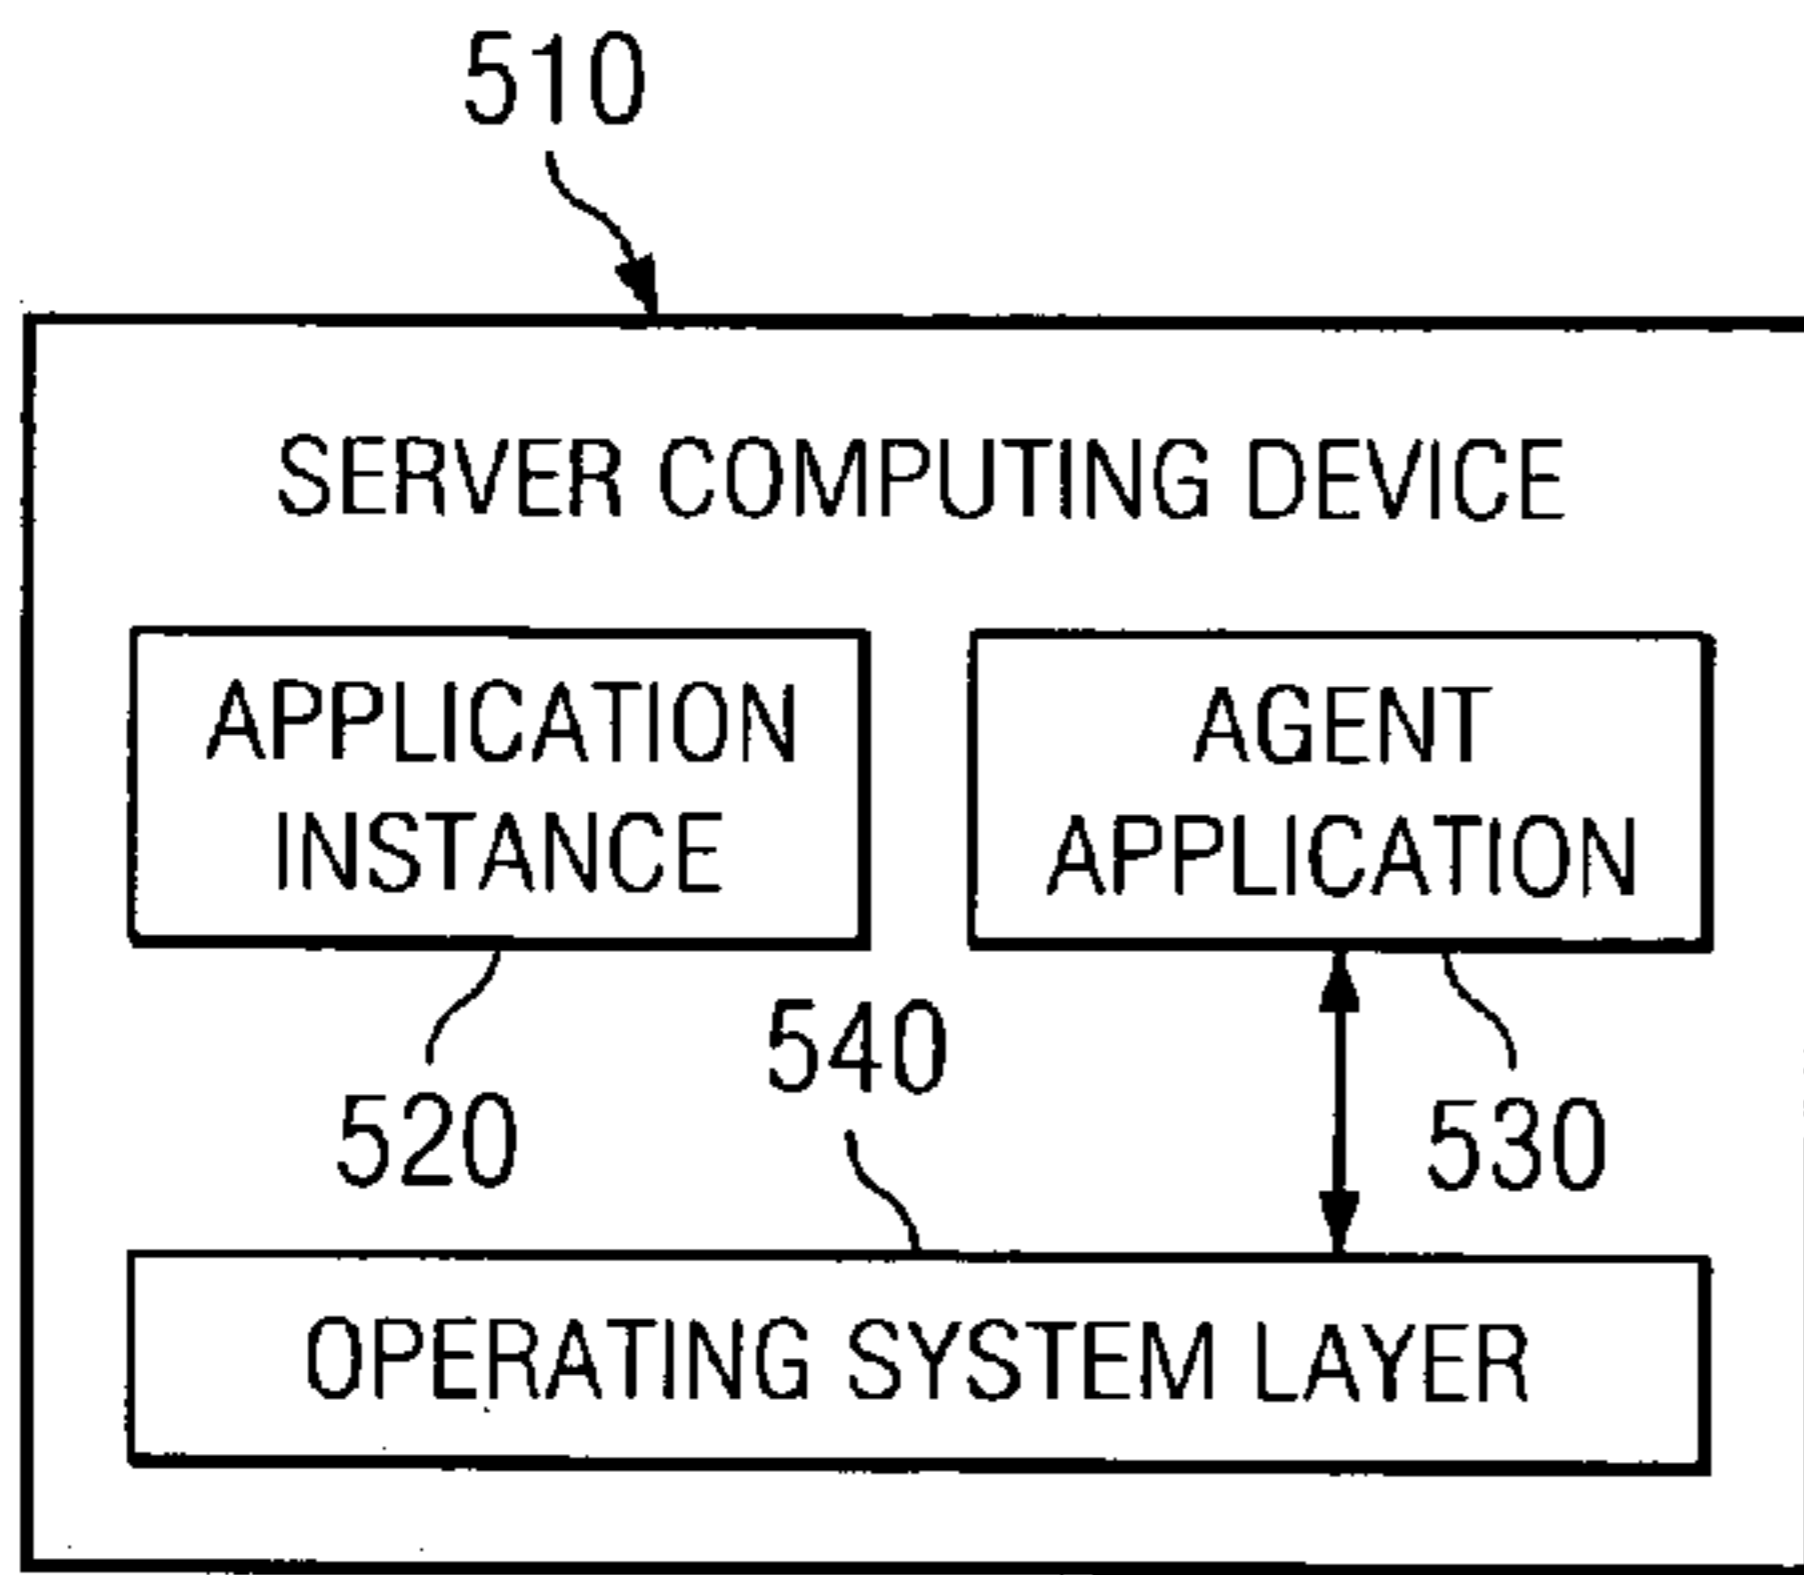 510
SERVER COMPUTING DEVICE
APPLICATION
INSTANCE
AGENT
APPLICATION
540
520
530
OPERATING SYSTEM LAYER